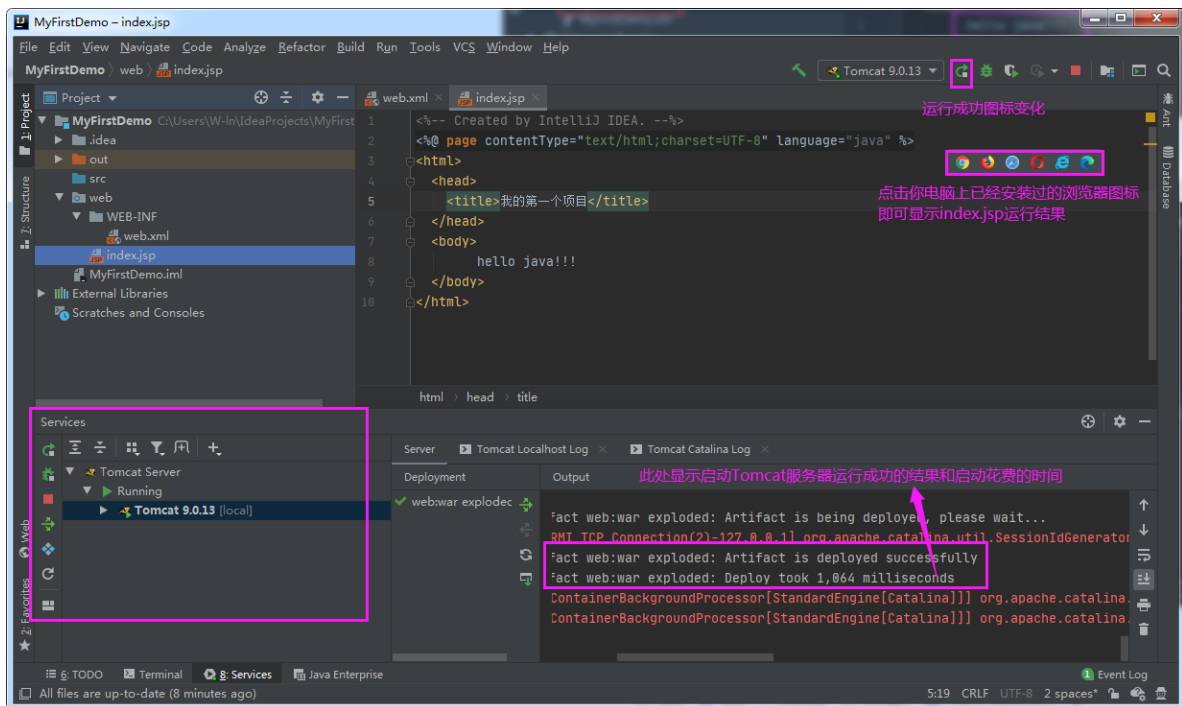 MyFirstDemo – index.jsp
File Edit View Navigate Code Analyze Refactor Build Run Tools VCS Window Help
MyFirstDemo web index.jsp
Tomcat 9.0.13
运行成功图标变化
1: Project
Project
MyFirstDemo C:\Users\W-ln\IdeaProjects\MyFirst
.idea
out
src
web
WEB-INF
web.xml
index.jsp
MyFirstDemo.iml
External Libraries
Scratches and Consoles
web.xml index.jsp
1 <%-- Created by IntelliJ IDEA. --%>
2 <%@ page contentType="text/html;charset=UTF-8" language="java" %>
3 <html>
4 <head>
5 <title>我的第一个项目</title>
6 </head>
7 <body>
8 hello java!!!
9 </body>
10 </html>
点击你电脑上已经安装过的浏览器图标
即可显示index.jsp运行结果
Ant
Database
Z: Structure
html head title
Services
Tomcat Server
Running
Tomcat 9.0.13 [local]
Server Tomcat Localhost Log Tomcat Catalina Log
Deployment Output
此处显示启动Tomcat服务器运行成功的结果和启动花费的时间
web:war explodec
fact web:war exploded: Artifact is being deployed, please wait...
RMI TCP Connection(2)-127.0.0.1] org.apache.catalina.util.SessionIdGenerator
fact web:war exploded: Artifact is deployed successfully
fact web:war exploded: Deploy took 1,064 milliseconds
ContainerBackgroundProcessor[StandardEngine[Catalina]]] org.apache.catalina.
ContainerBackgroundProcessor[StandardEngine[Catalina]]] org.apache.catalina.
Web
2: Favorites
6: TODO Terminal 8: Services Java Enterprise
1 Event Log
All files are up-to-date (8 minutes ago)
5:19 CRLF UTF-8 2 spaces*